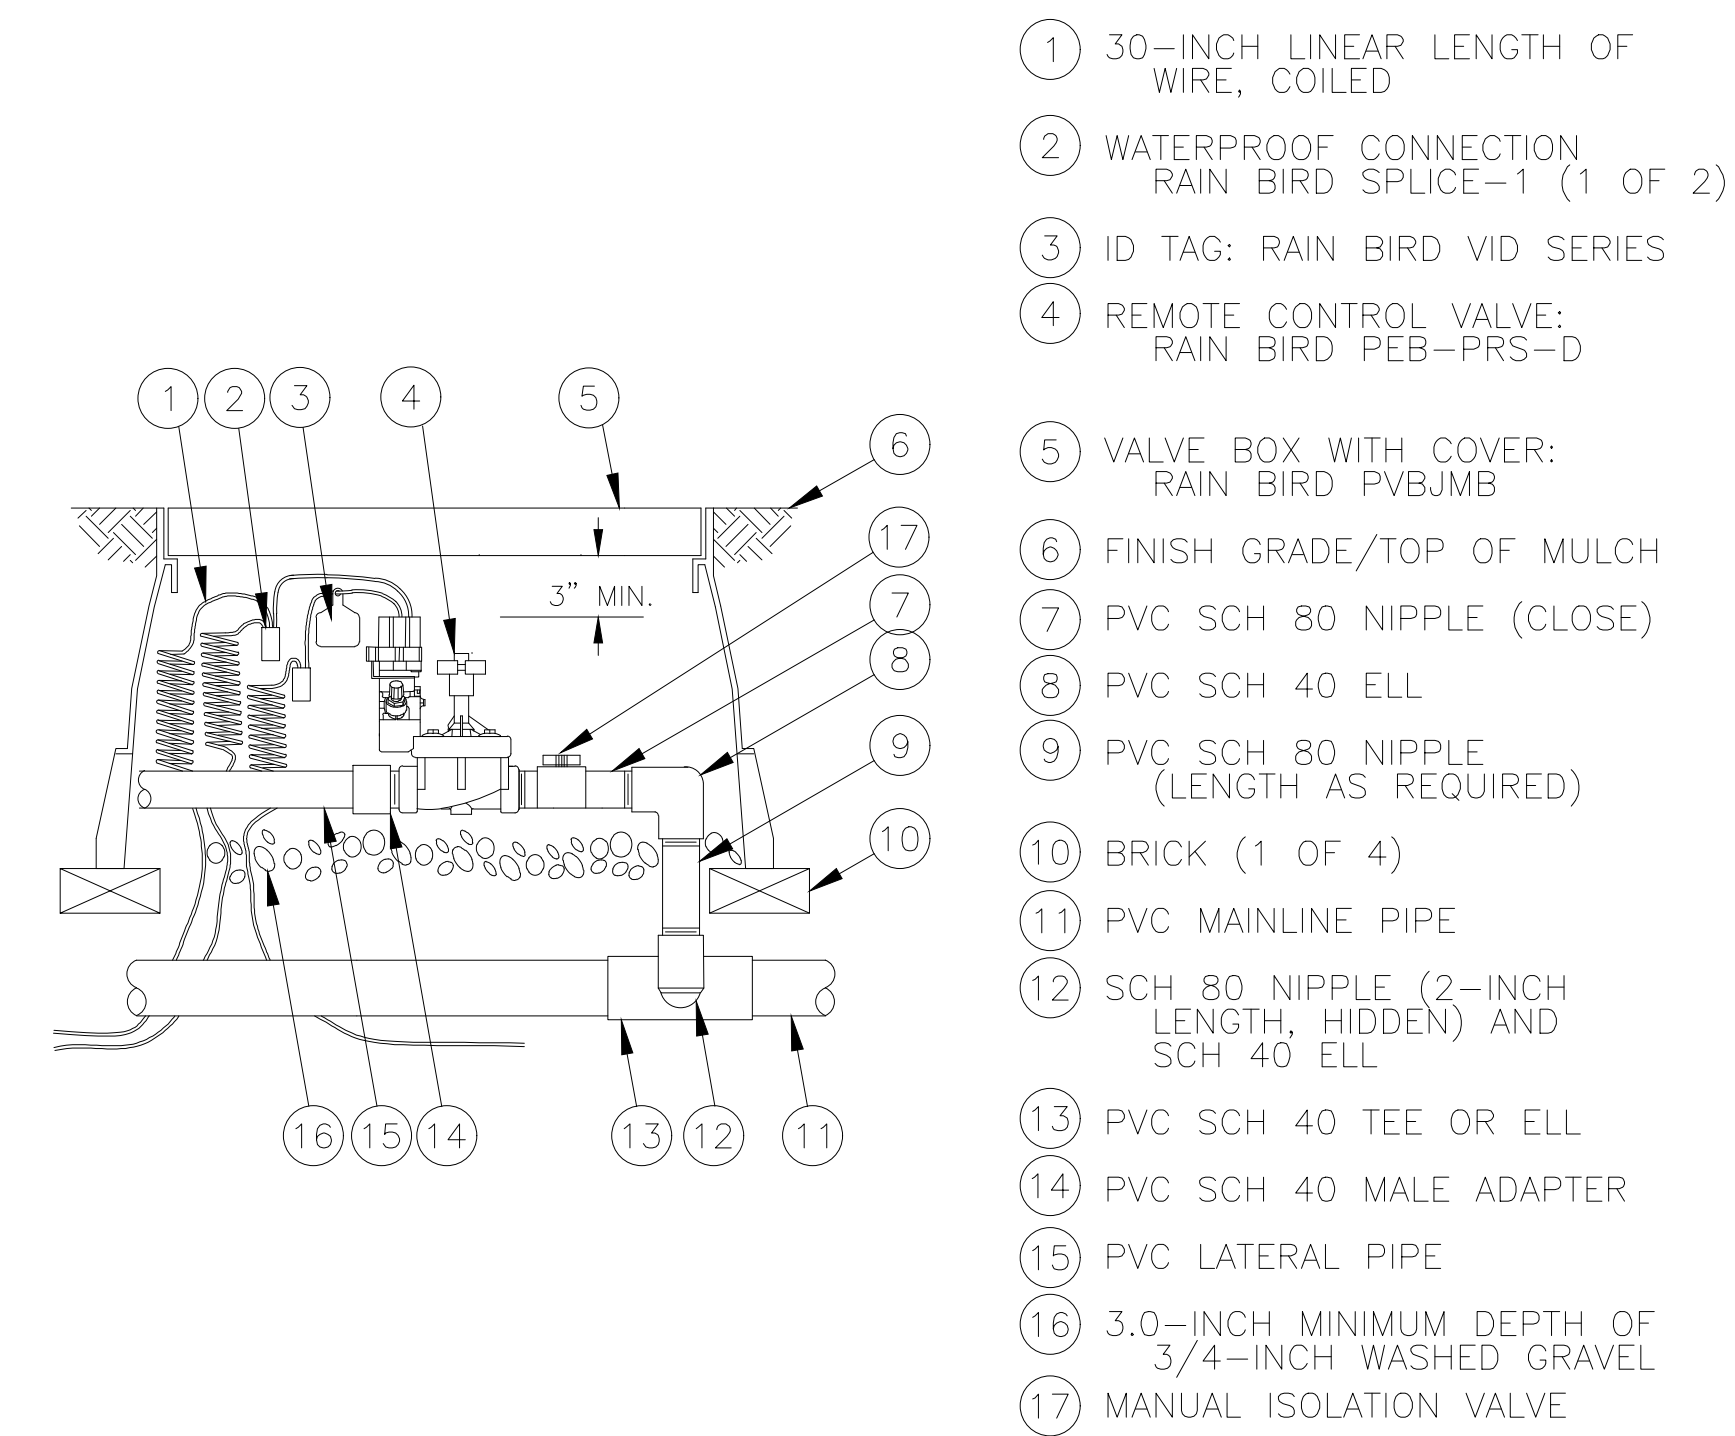 1 30-INCH LINEAR LENGTH OF
WIRE, COILED
2 WATERPROOF CONNECTION
RAIN BIRD SPLICE-1 (1 OF 2)
3 ID TAG: RAIN BIRD VID SERIES
4 REMOTE CONTROL VALVE:
RAIN BIRD PEB-PRS-D
5 VALVE BOX WITH COVER:
RAIN BIRD PVBJMB
6 FINISH GRADE/TOP OF MULCH
7 PVC SCH 80 NIPPLE (CLOSE)
8 PVC SCH 40 ELL
9 PVC SCH 80 NIPPLE
(LENGTH AS REQUIRED)
10 BRICK (1 OF 4)
11 PVC MAINLINE PIPE
12 SCH 80 NIPPLE (2-INCH
LENGTH, HIDDEN) AND
SCH 40 ELL
13 PVC SCH 40 TEE OR ELL
14 PVC SCH 40 MALE ADAPTER
15 PVC LATERAL PIPE
16 3.0-INCH MINIMUM DEPTH OF
3/4-INCH WASHED GRAVEL
17 MANUAL ISOLATION VALVE
1 2 3 4 5
6
17
3" MIN.
7
8
9
10
16 15 14 13 12 11